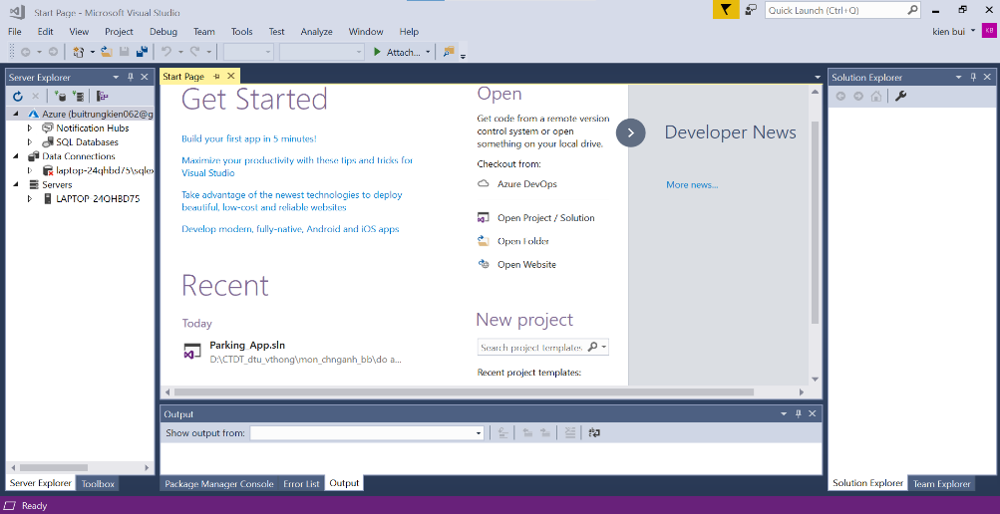 Start Page - Microsoft Visual Studio
Quick Launch (Ctrl+Q)
File Edit View Project Debug Team Tools Test Analyze Window Help
kien bui
KB
Attach...
Server Explorer
Azure (buitrungkien062@g
Notification Hubs
SQL Databases
Data Connections
laptop-24qhbd75\sqlex
Servers
LAPTOP-24QHBD75
Server Explorer
Toolbox
Start Page
Get Started
Build your first app in 5 minutes!
Maximize your productivity with these tips and tricks for
Visual Studio
Take advantage of the newest technologies to deploy
beautiful, low-cost and reliable websites
Develop modern, fully-native, Android and iOS apps
Recent
Today
Parking_App.sln
D:\CTDT_dtu_vthong\mon_chnganh_bb\do a...
Open
Get code from a remote version
control system or open
something on your local drive.
Checkout from:
Azure DevOps
Open Project / Solution
Open Folder
Open Website
New project
Search project templates
Recent project templates:
Developer News
More news...
Output
Show output from:
Package Manager Console
Error List
Output
Solution Explorer
Solution Explorer
Team Explorer
Ready